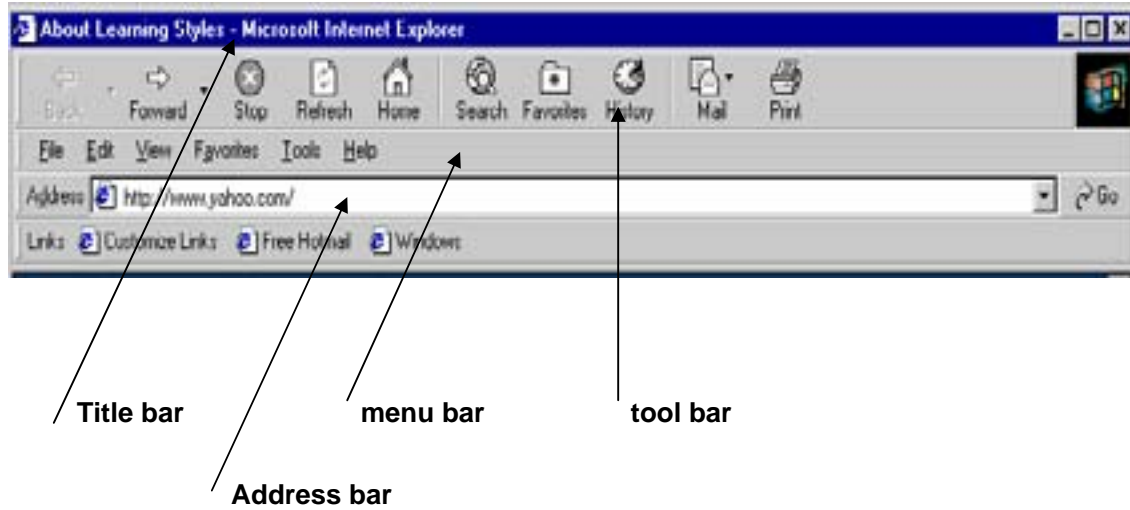 About Learning Styles - Microsoft Internet Explorer
Back Forward Stop Refresh Home Search Favorites History Mail Print
File Edit View Favorites Tools Help
Address http://www.yahoo.com/ Go
Links Customize Links Free Hotmail Windows
Title bar menu bar tool bar
Address bar